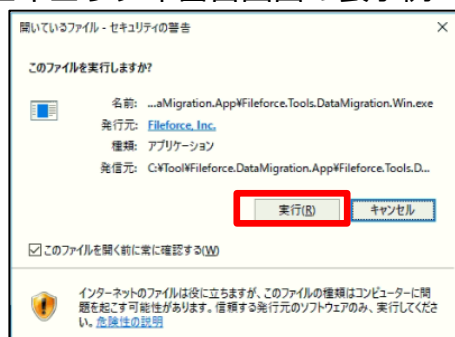 開いているファイル - セキュリティの警告
このファイルを実行しますか?
名前: ...aMigration.App¥Fileforce.Tools.DataMigration.Win.exe
発行元: Fileforce, Inc.
種類: アプリケーション
発信元: C:¥Tool¥Fileforce.DataMigration.App¥Fileforce.Tools.D...
実行(R) キャンセル
このファイルを開く前に常に確認する(W)
インターネットのファイルは役に立ちますが、このファイルの種類はコンピューターに問
題を起こす可能性があります。信頼する発行元のソフトウェアのみ、実行してくださ
い。危険性の説明